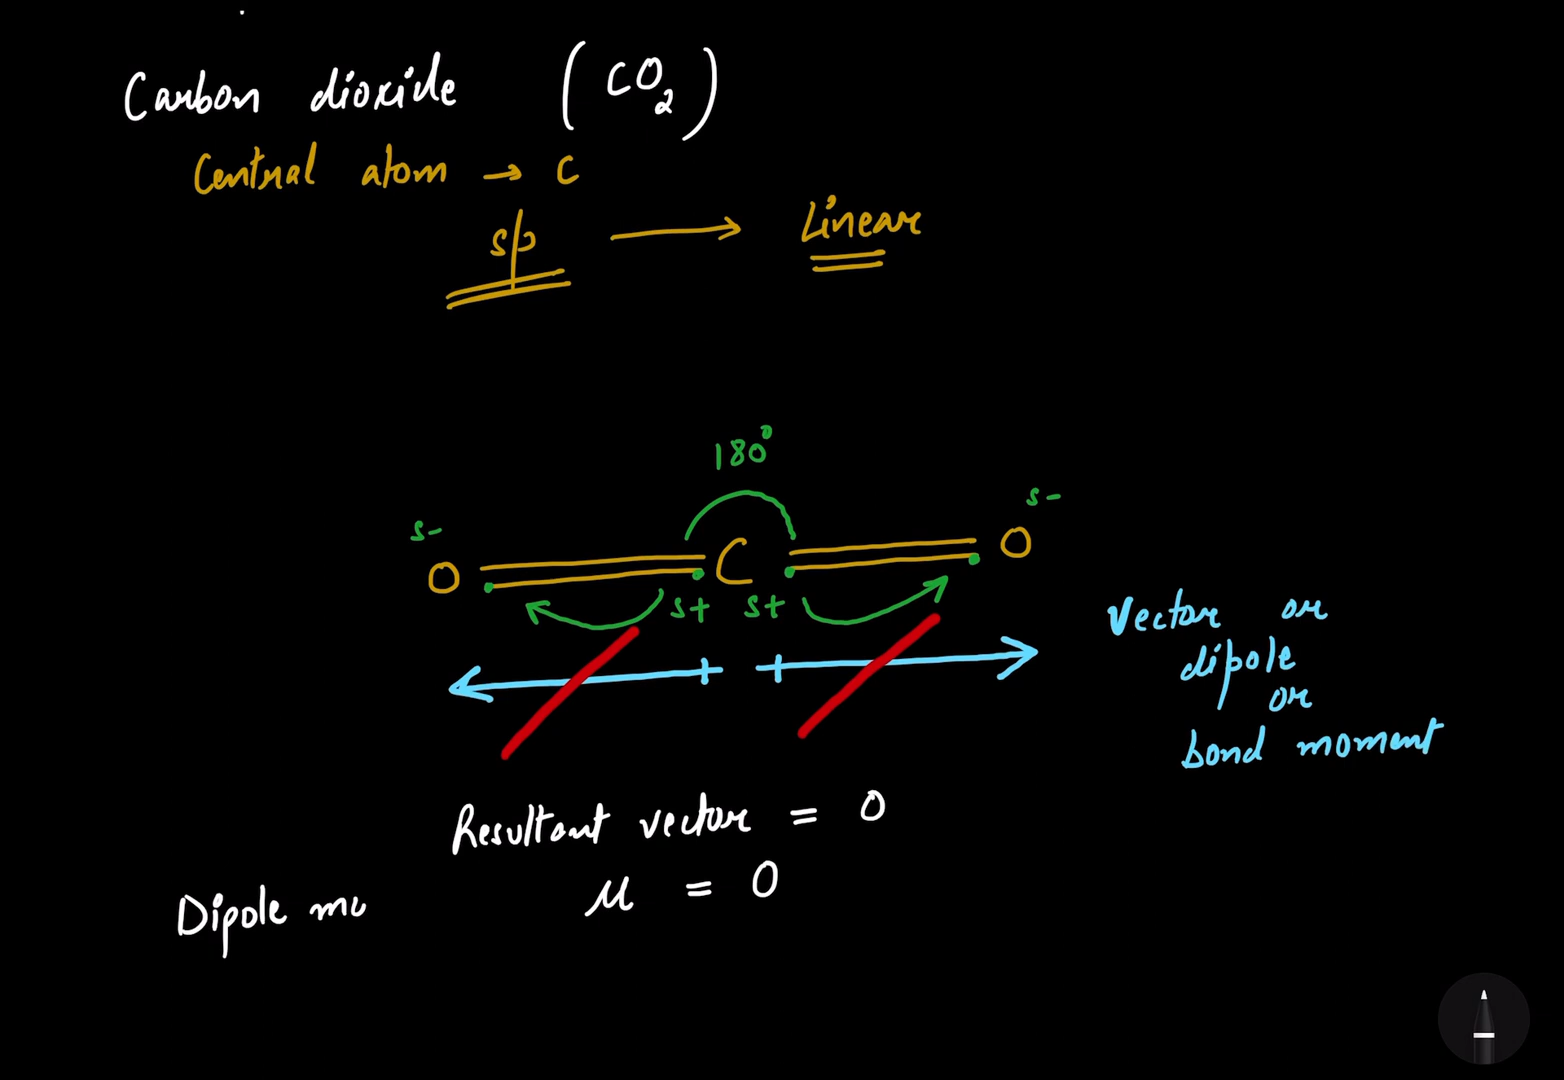 Carbon dioxide (CO₂)
Central atom → C
sp → Linear
180°
s- O C O s-
s+ s+
Vector or
dipole
or
bond moment
Resultant vector = 0
Dipole mo μ = 0